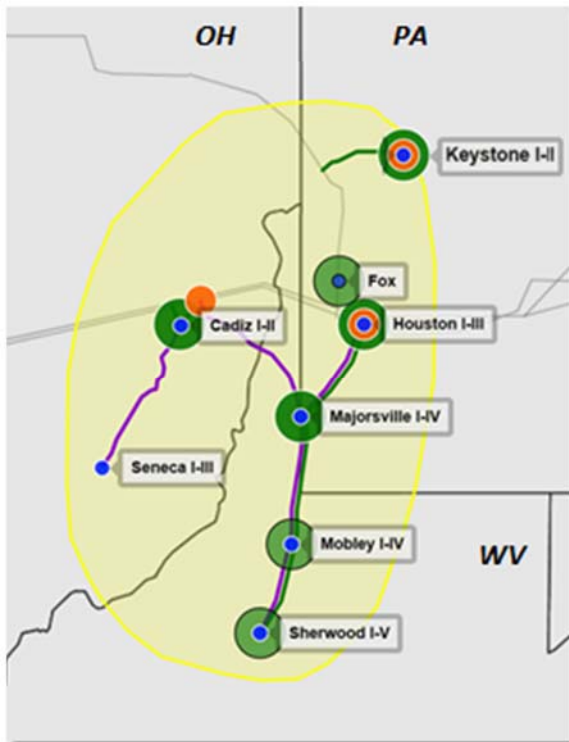 OH
PA
Keystone I-II
Fox
Cadiz I-II
Houston I-III
Majorsville I-IV
Seneca I-III
Mobley I-IV
WV
Sherwood I-V